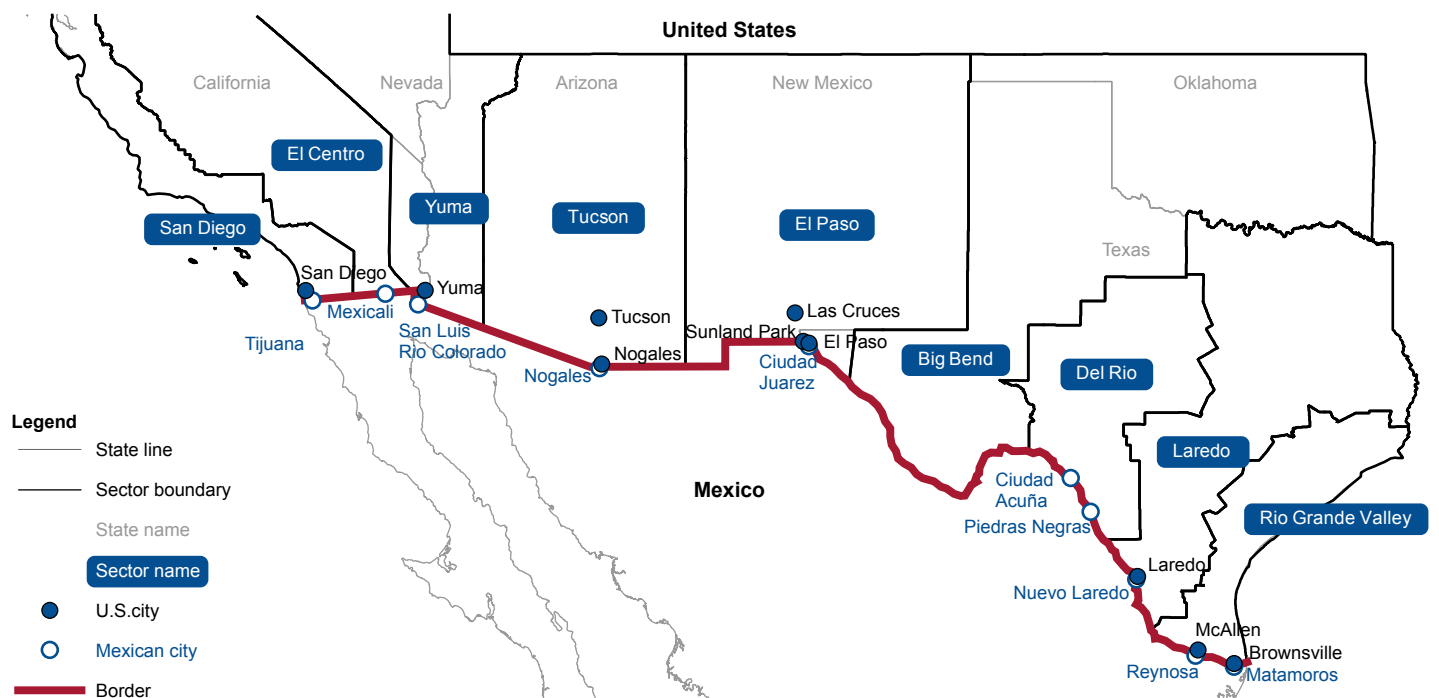 United States
California
Nevada
Arizona
New Mexico
Oklahoma
El Centro
Yuma
Tucson
El Paso
San Diego
Texas
San Diego
Yuma
Mexicali
Tijuana
San Luis
Rio Colorado
Tucson
Nogales
Nogales
Las Cruces
Sunland Park
El Paso
Ciudad
Juarez
Big Bend
Del Rio
Laredo
Mexico
Ciudad
Acuña
Piedras Negras
Rio Grande Valley
Laredo
Nuevo Laredo
McAllen
Reynosa
Brownsville
Matamoros
Legend
State line
Sector boundary
State name
Sector name
U.S.city
Mexican city
Border